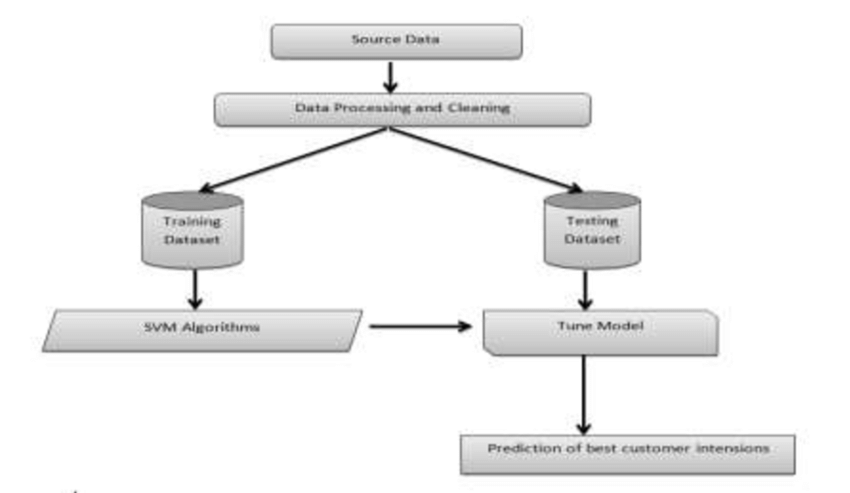 Source Data
Data Processing and Cleaning
Training
Dataset
Testing
Dataset
SVM Algorithms
Tune Model
Prediction of best customer intensions